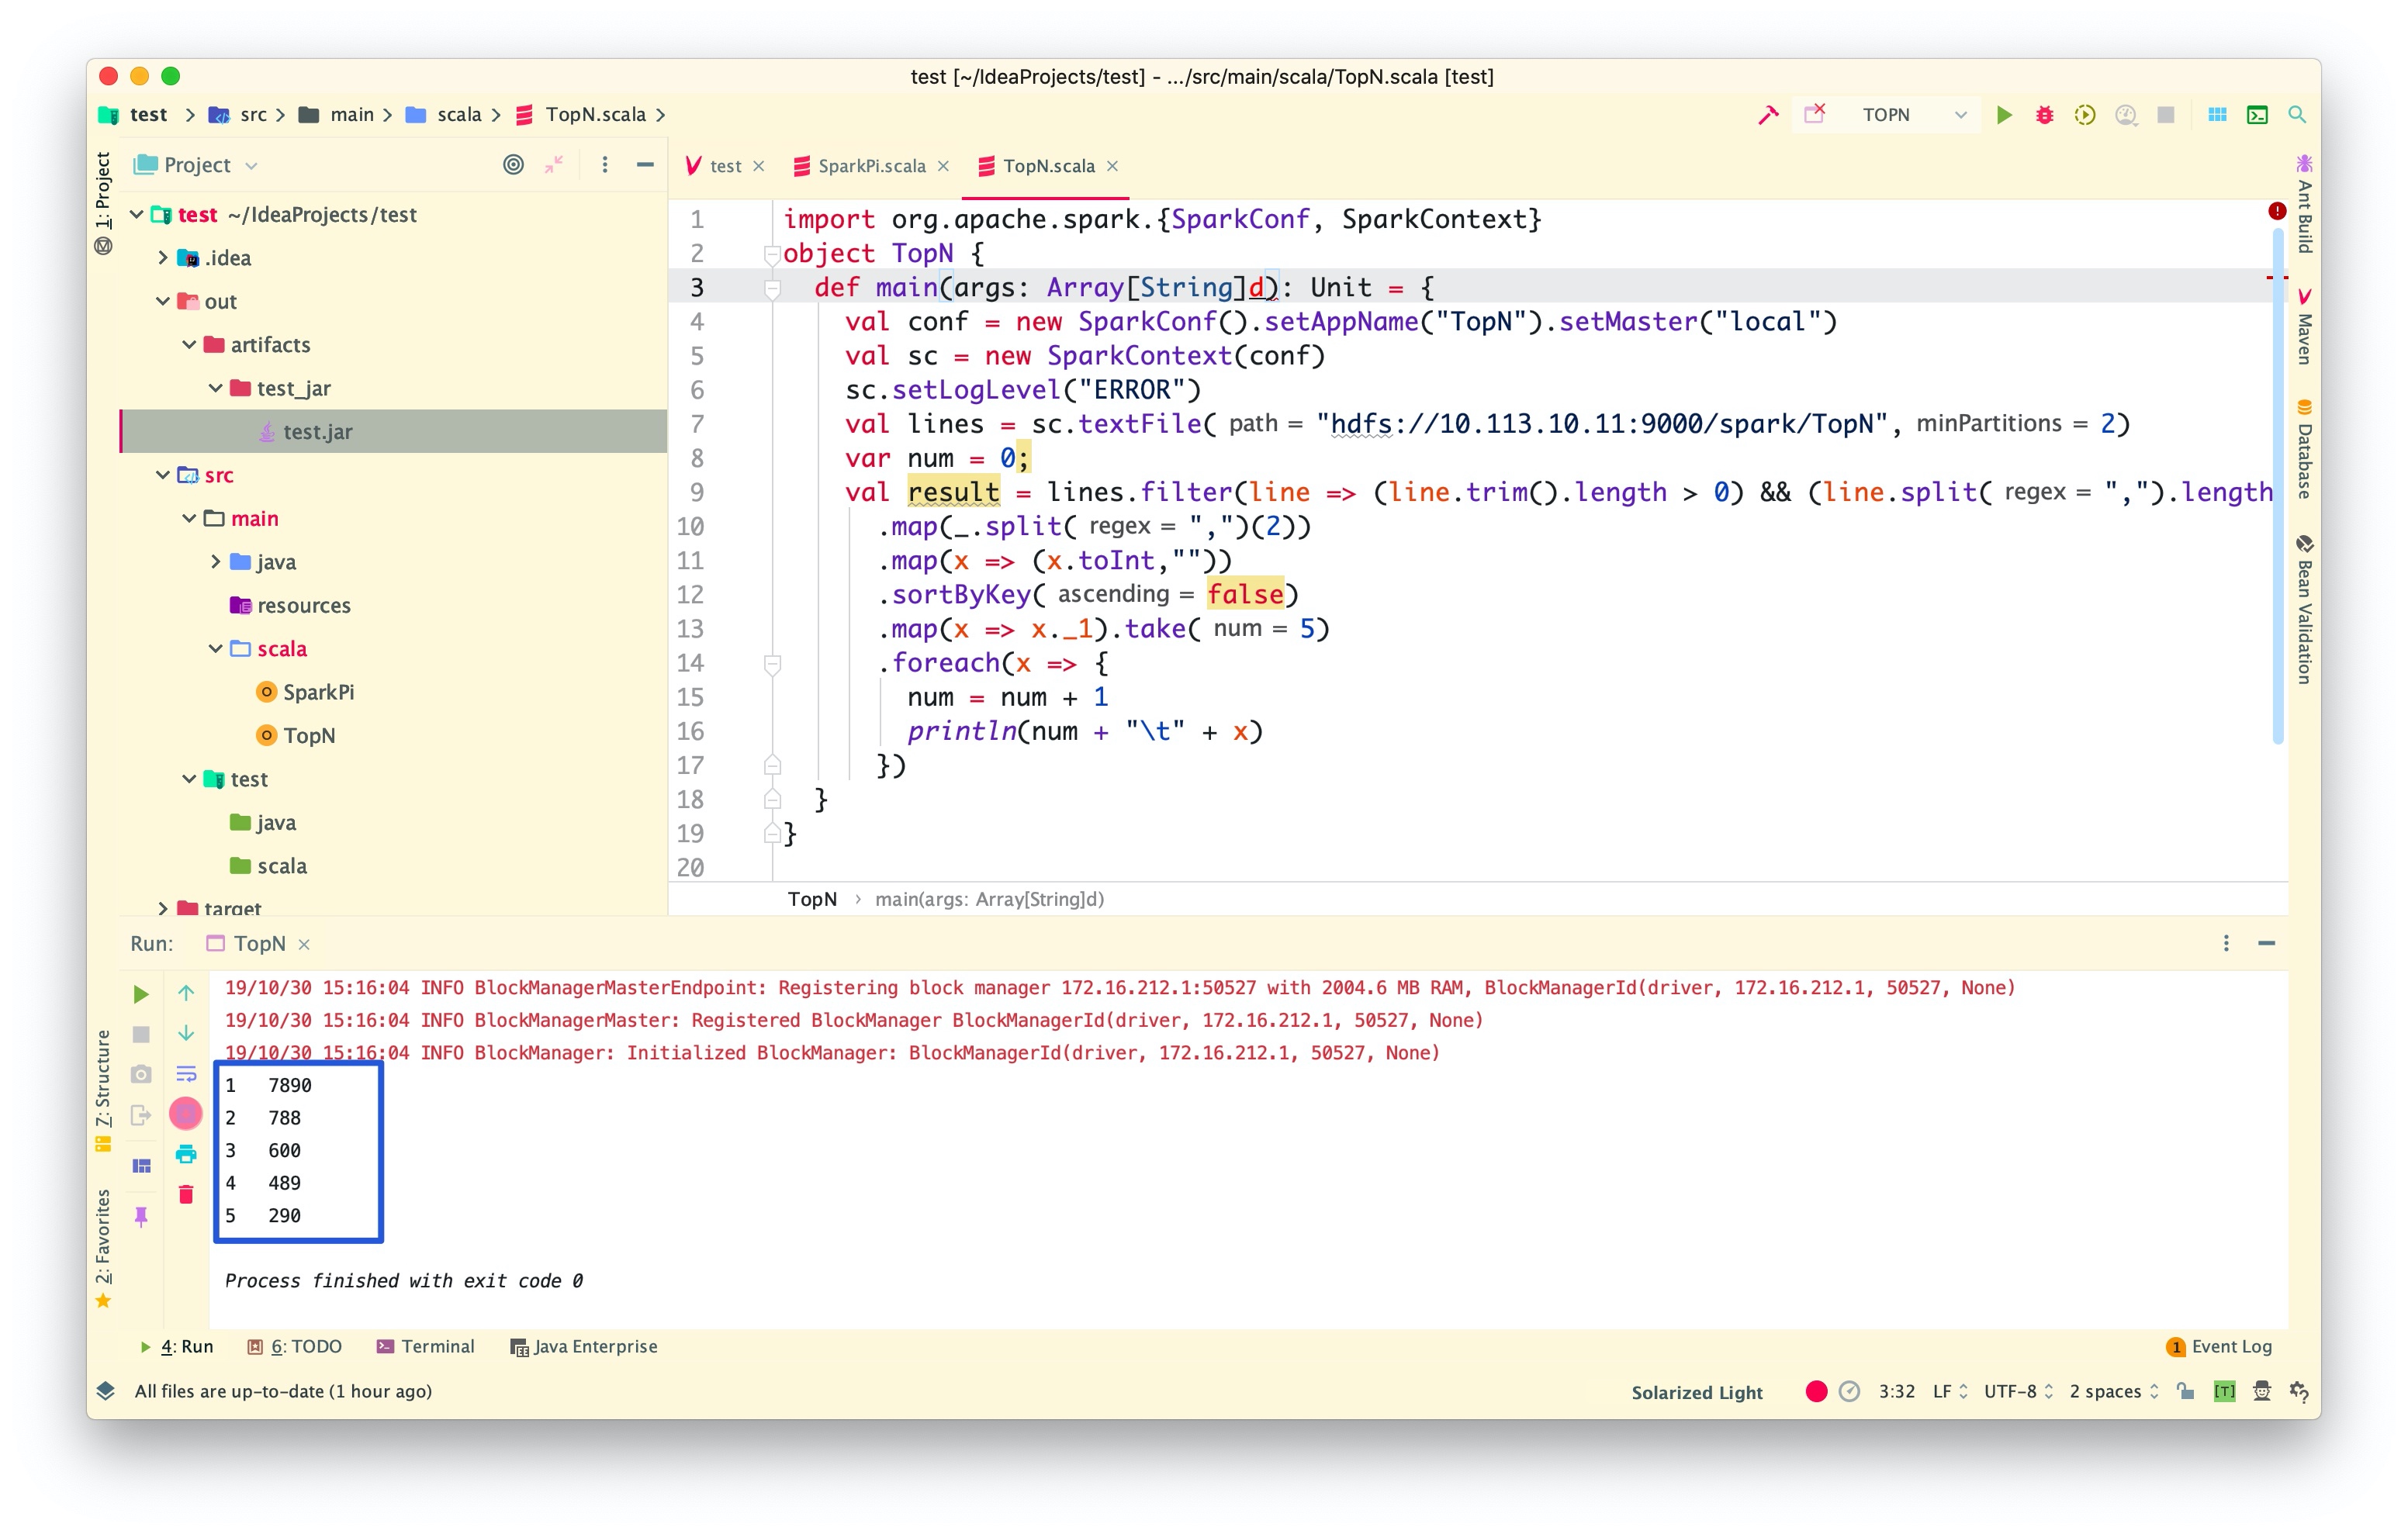 test [~/IdeaProjects/test] - .../src/main/scala/TopN.scala [test]
test > src > main > scala > TopN.scala >
TOPN
1: Project
Project
test ~/IdeaProjects/test
.idea
out
artifacts
test_jar
test.jar
src
main
java
resources
scala
SparkPi
TopN
test
java
scala
target
test
SparkPi.scala
TopN.scala
1 import org.apache.spark.{SparkConf, SparkContext}
2 object TopN {
3 def main(args: Array[String]d): Unit = {
4 val conf = new SparkConf().setAppName("TopN").setMaster("local")
5 val sc = new SparkContext(conf)
6 sc.setLogLevel("ERROR")
7 val lines = sc.textFile( path = "hdfs://10.113.10.11:9000/spark/TopN", minPartitions = 2)
8 var num = 0;
9 val result = lines.filter(line => (line.trim().length > 0) && (line.split( regex = ",").length
10 .map(_.split( regex = ",")(2))
11 .map(x => (x.toInt,""))
12 .sortByKey( ascending = false)
13 .map(x => x._1).take( num = 5)
14 .foreach(x => {
15 num = num + 1
16 println(num + "\t" + x)
17 })
18 }
19 }
20
TopN > main(args: Array[String]d)
Ant Build
Maven
Database
Bean Validation
Run: TopN
19/10/30 15:16:04 INFO BlockManagerMasterEndpoint: Registering block manager 172.16.212.1:50527 with 2004.6 MB RAM, BlockManagerId(driver, 172.16.212.1, 50527, None)
19/10/30 15:16:04 INFO BlockManagerMaster: Registered BlockManager BlockManagerId(driver, 172.16.212.1, 50527, None)
19/10/30 15:16:04 INFO BlockManager: Initialized BlockManager: BlockManagerId(driver, 172.16.212.1, 50527, None)
1 7890
2 788
3 600
4 489
5 290
Process finished with exit code 0
7: Structure
2: Favorites
4: Run
6: TODO
Terminal
Java Enterprise
1 Event Log
All files are up-to-date (1 hour ago)
Solarized Light
3:32
LF
UTF-8
2 spaces
[T]